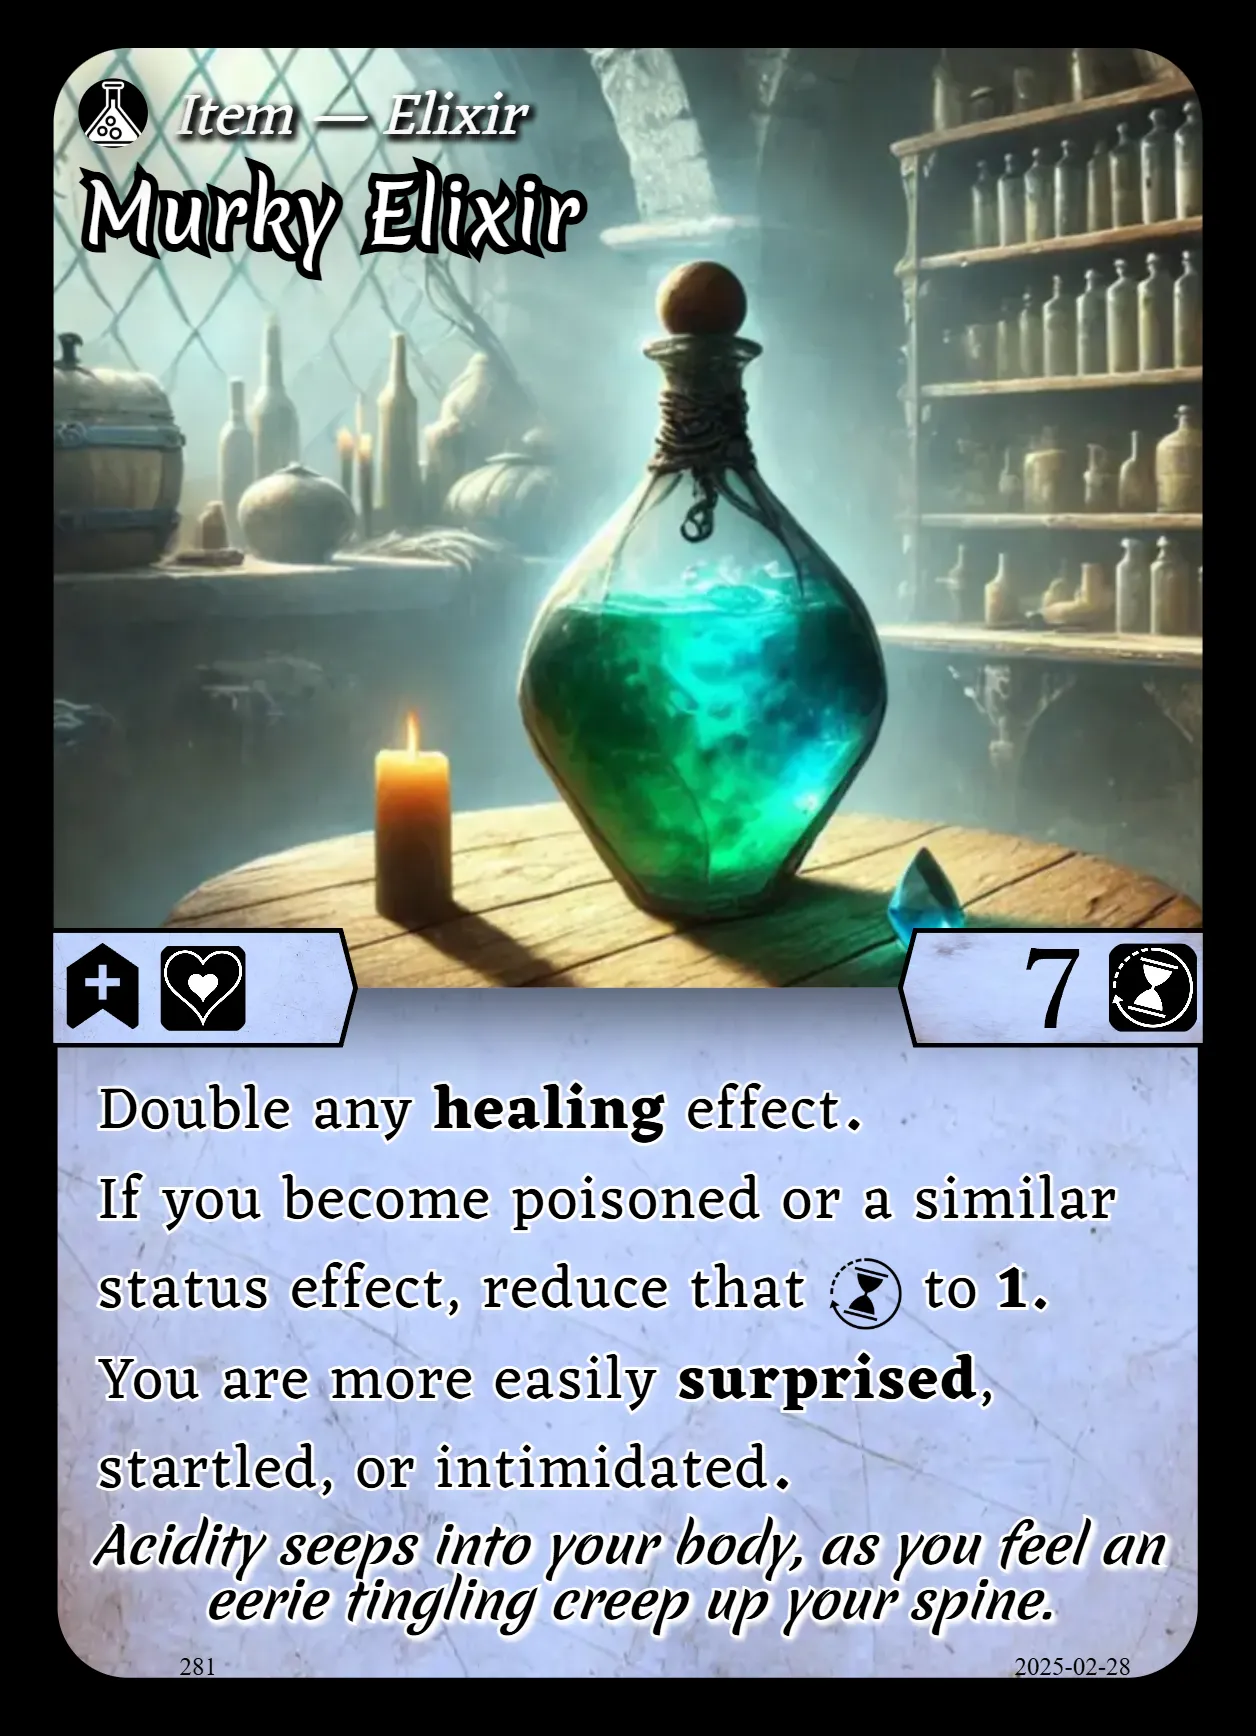 Item — Elixir
Murky Elixir
7
Double any healing effect.
If you become poisoned or a similar
status effect, reduce that to 1.
You are more easily surprised,
startled, or intimidated.
Acidity seeps into your body, as you feel an
eerie tingling creep up your spine.
281
2025-02-28